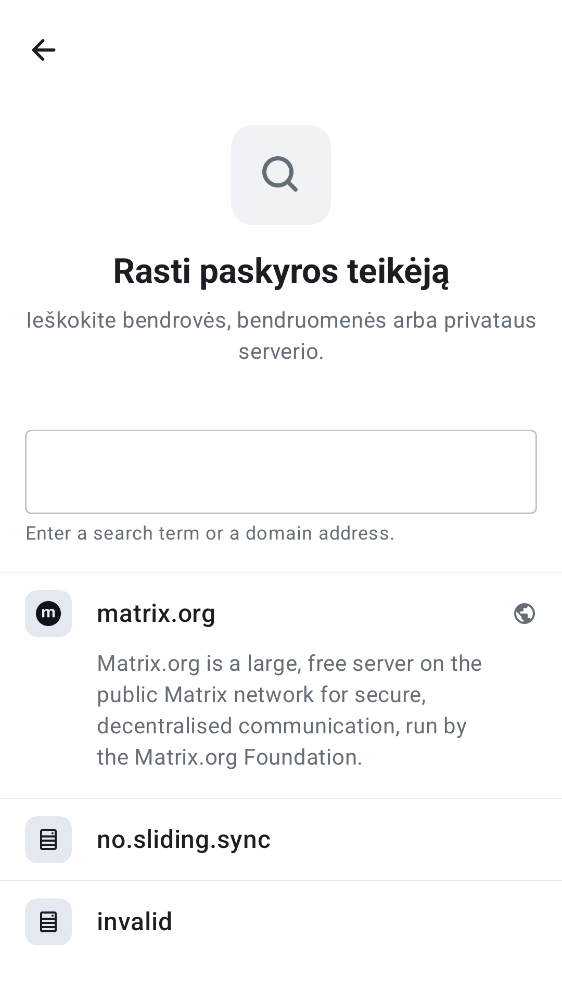 Rasti paskyros teikėją
Ieškokite bendrovės, bendruomenės arba privataus
serverio.
Enter a search term or a domain address.
m
matrix.org
Matrix.org is a large, free server on the
public Matrix network for secure,
decentralised communication, run by
the Matrix.org Foundation.
no.sliding.sync
invalid